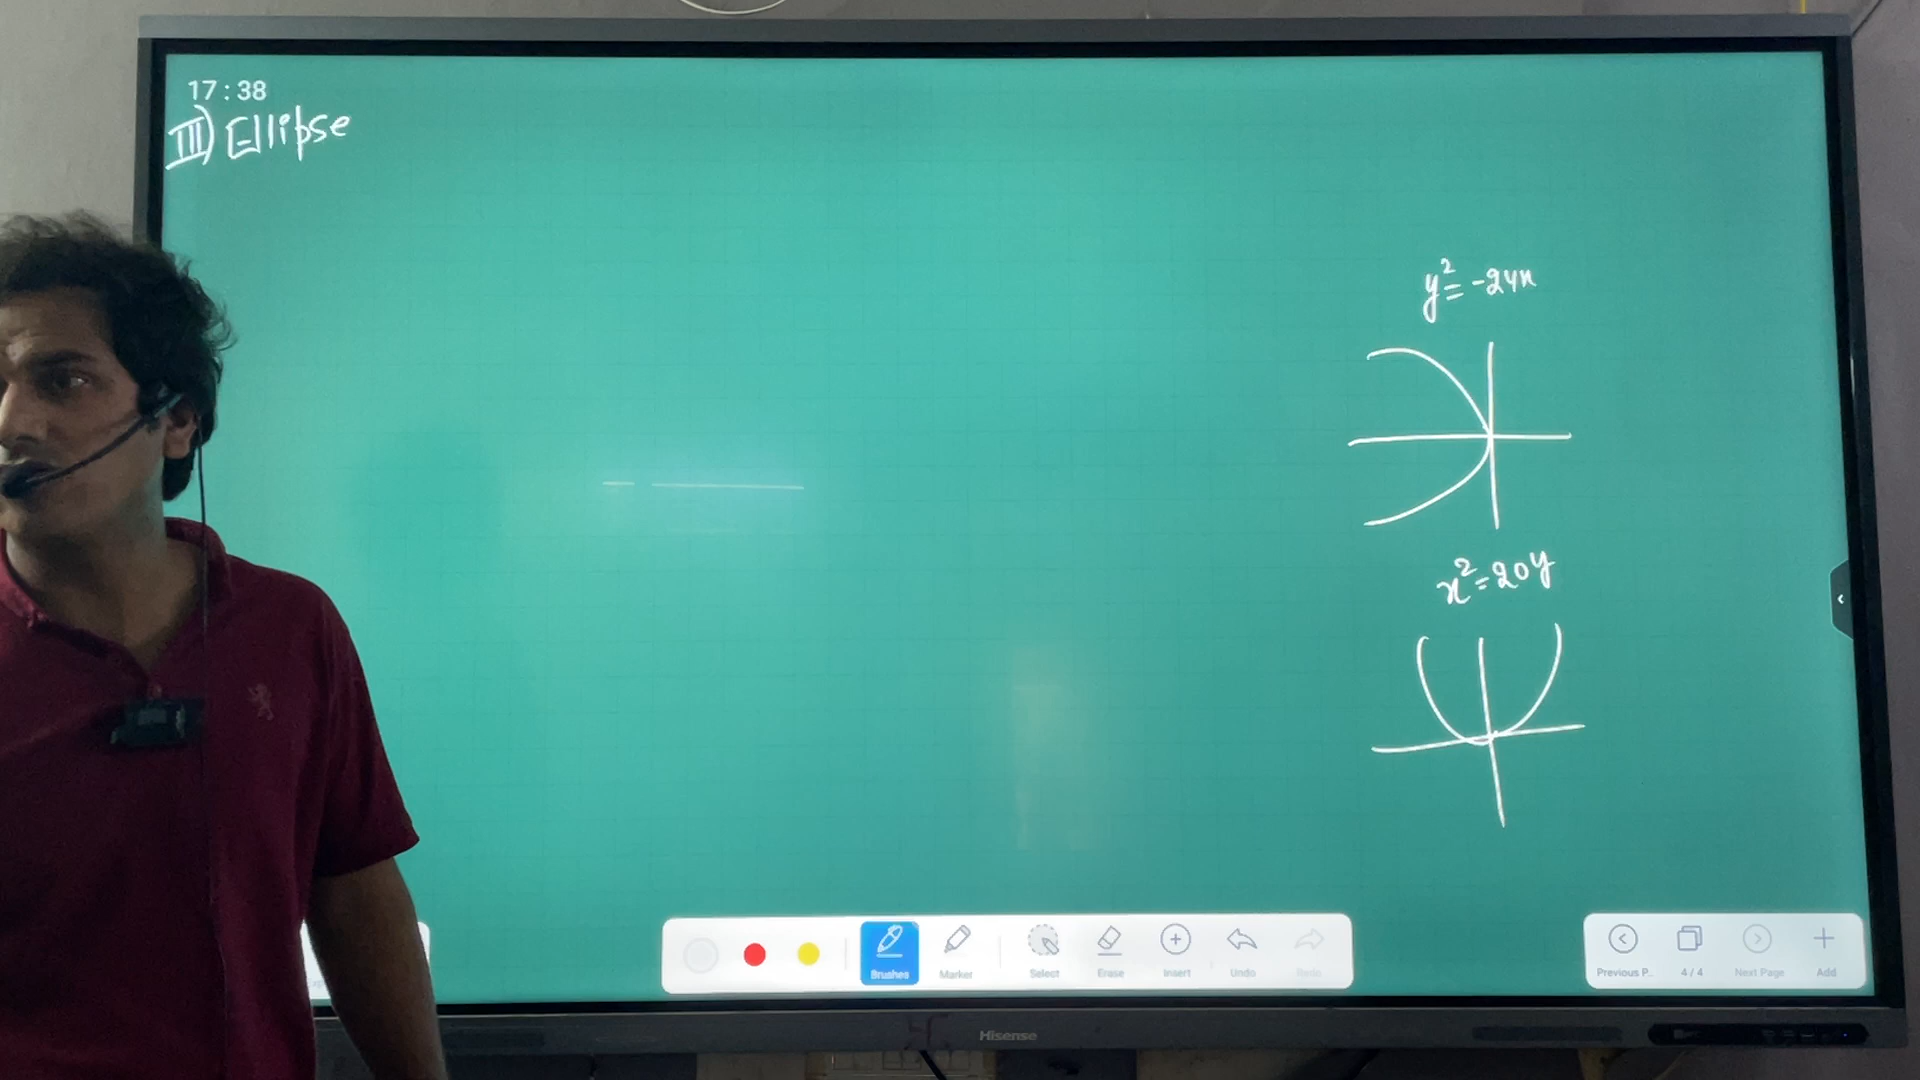 17:38
III) Ellipse
y² = -24x
x² = 20y
Brushes
Marker
Select
Erase
Insert
Undo
Redo
Previous P...
4/4
Next Page
Add
Hisense